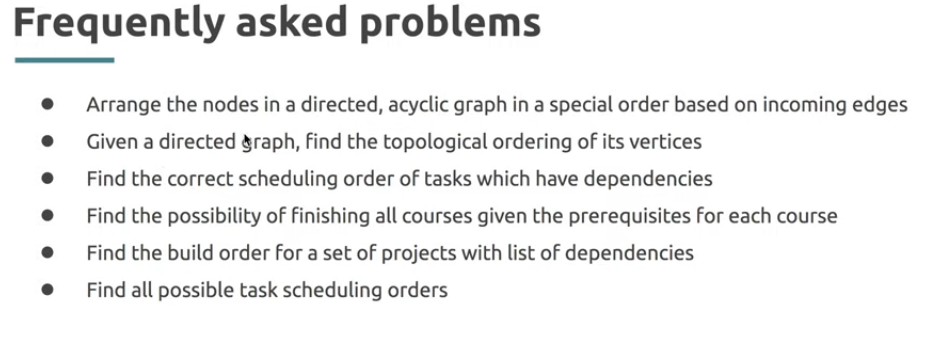 Frequently asked problems
● Arrange the nodes in a directed, acyclic graph in a special order based on incoming edges
● Given a directed graph, find the topological ordering of its vertices
● Find the correct scheduling order of tasks which have dependencies
● Find the possibility of finishing all courses given the prerequisites for each course
● Find the build order for a set of projects with list of dependencies
● Find all possible task scheduling orders